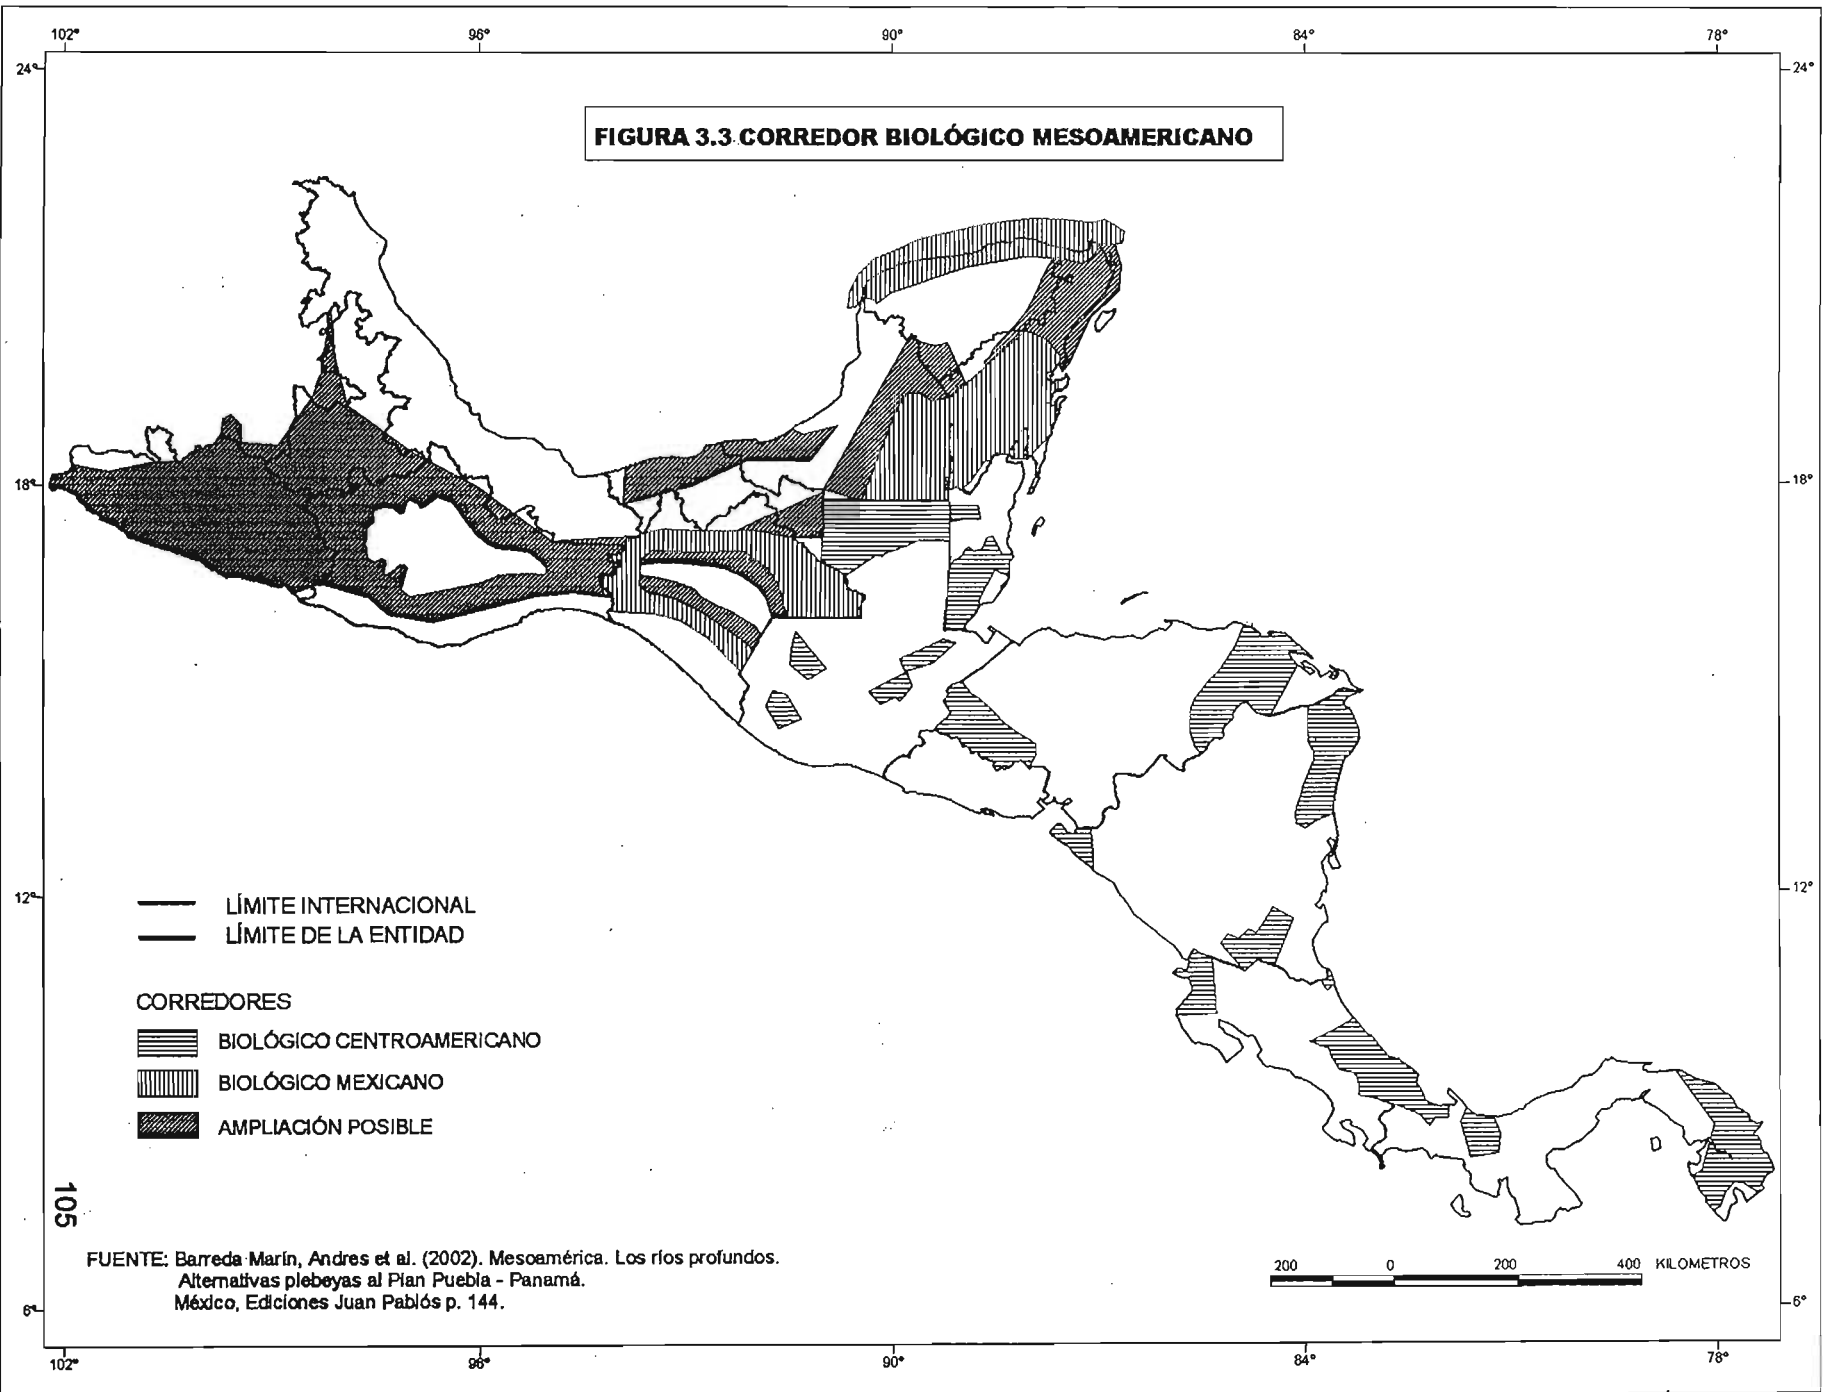 102° 96° 90° 84° 78°
24° 24°
FIGURA 3.3 CORREDOR BIOLÓGICO MESOAMERICANO
18° 18°
12° 12°
LÍMITE INTERNACIONAL
LÍMITE DE LA ENTIDAD
CORREDORES
BIOLÓGICO CENTROAMERICANO
BIOLÓGICO MEXICANO
AMPLIACIÓN POSIBLE
105
FUENTE: Barreda Marín, Andres et al. (2002). Mesoamérica. Los ríos profundos.
Alternativas plebeyas al Plan Puebla - Panamá.
México, Ediciones Juan Pablós p. 144.
200 0 200 400 KILOMETROS
6° 6°
102° 96° 90° 84° 78°